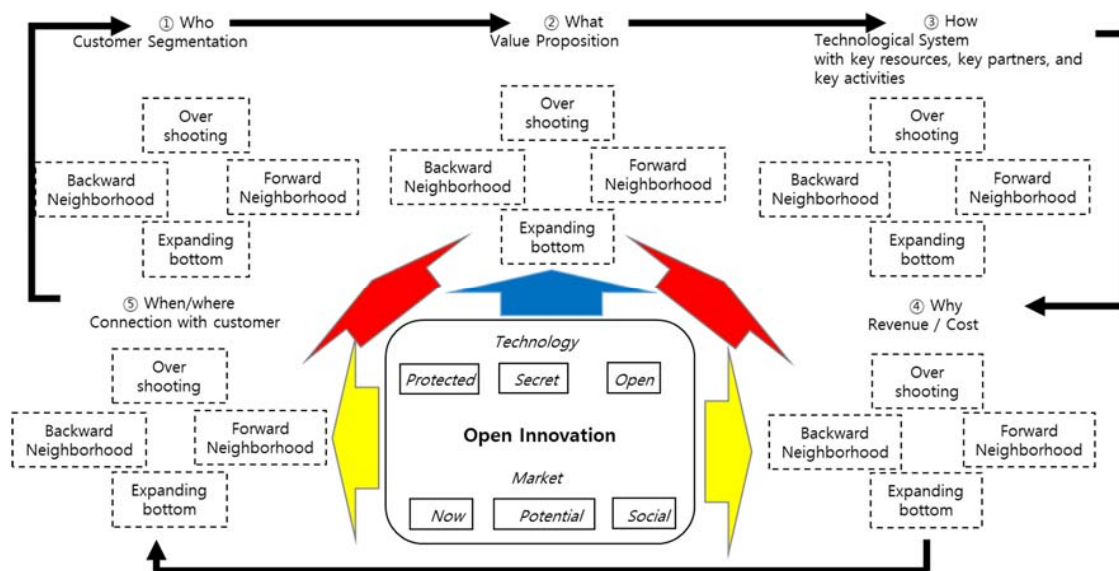 ① Who
Customer Segmentation
② What
Value Proposition
③ How
Technological System
with key resources, key partners, and
key activities
Over
shooting
Backward
Neighborhood
Forward
Neighborhood
Expanding
bottom
Over
shooting
Backward
Neighborhood
Forward
Neighborhood
Expanding
bottom
Over
shooting
Backward
Neighborhood
Forward
Neighborhood
Expanding
bottom
⑤ When/where
Connection with customer
Over
shooting
Backward
Neighborhood
Forward
Neighborhood
Expanding
bottom
Technology
Protected
Secret
Open
Open Innovation
Market
Now
Potential
Social
④ Why
Revenue / Cost
Over
shooting
Backward
Neighborhood
Forward
Neighborhood
Expanding
bottom